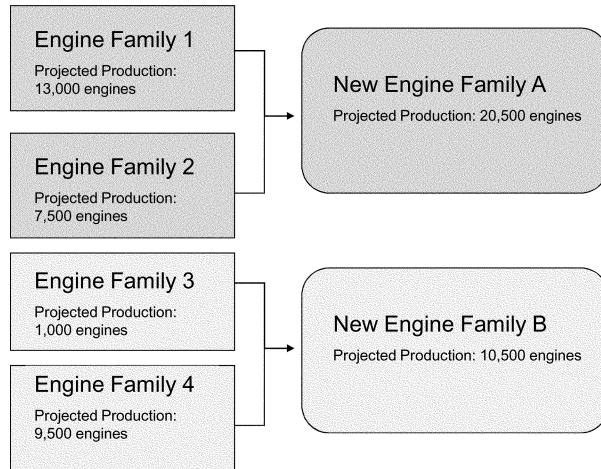 Engine Family 1
Projected Production:
13,000 engines
New Engine Family A
Projected Production: 20,500 engines
Engine Family 2
Projected Production:
7,500 engines
Engine Family 3
Projected Production:
1,000 engines
New Engine Family B
Projected Production: 10,500 engines
Engine Family 4
Projected Production:
9,500 engines